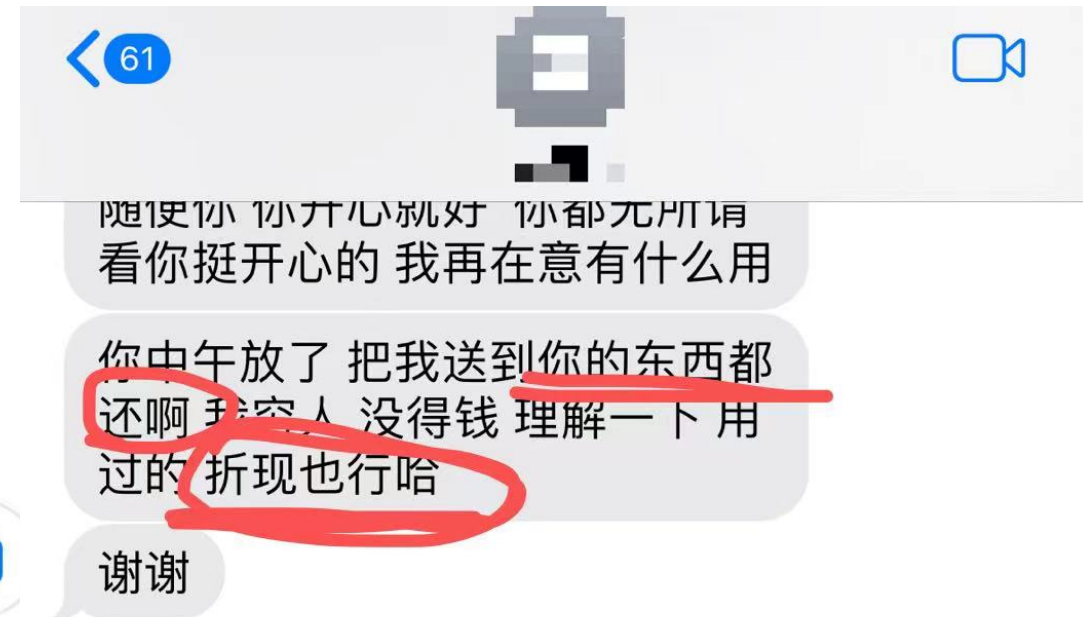 61
随便你 你开心就好 你都无所谓
看你挺开心的 我再在意有什么用
你中午放了 把我送到你的东西都
还啊 我穷人 没得钱 理解一下 用
过的 折现也行哈
谢谢